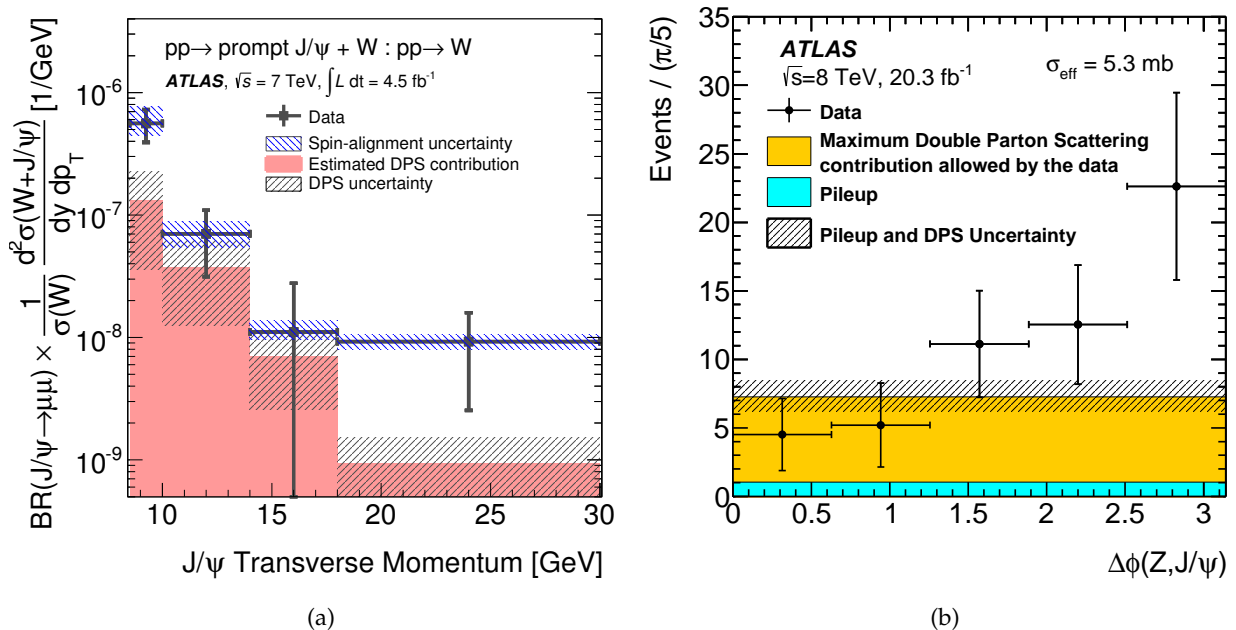 pp→ prompt J/ψ + W : pp→ W
ATLAS, √s = 7 TeV, ∫L dt = 4.5 fb⁻¹
Data
Spin-alignment uncertainty
Estimated DPS contribution
DPS uncertainty
BR(J/ψ→μμ) × 1/σ(W) d²σ(W+J/ψ)/dy dp_T [1/GeV]
10⁻⁶
10⁻⁷
10⁻⁸
10⁻⁹
10 15 20 25 30
J/ψ Transverse Momentum [GeV]
(a)
Events / (π/5)
35
30
25
20
15
10
5
0
ATLAS
√s=8 TeV, 20.3 fb⁻¹
σ_eff = 5.3 mb
Data
Maximum Double Parton Scattering
contribution allowed by the data
Pileup
Pileup and DPS Uncertainty
0 0.5 1 1.5 2 2.5 3
Δϕ(Z,J/ψ)
(b)